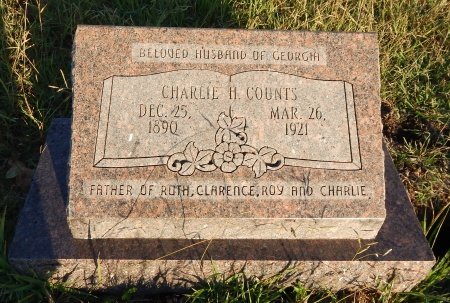 BELOVED HUSBAND OF GEORGIA
CHARLIE H. COUNTS
DEC. 25, 1890
MAR. 26, 1921
FATHER OF RUTH, CLARENCE, ROY AND CHARLIE